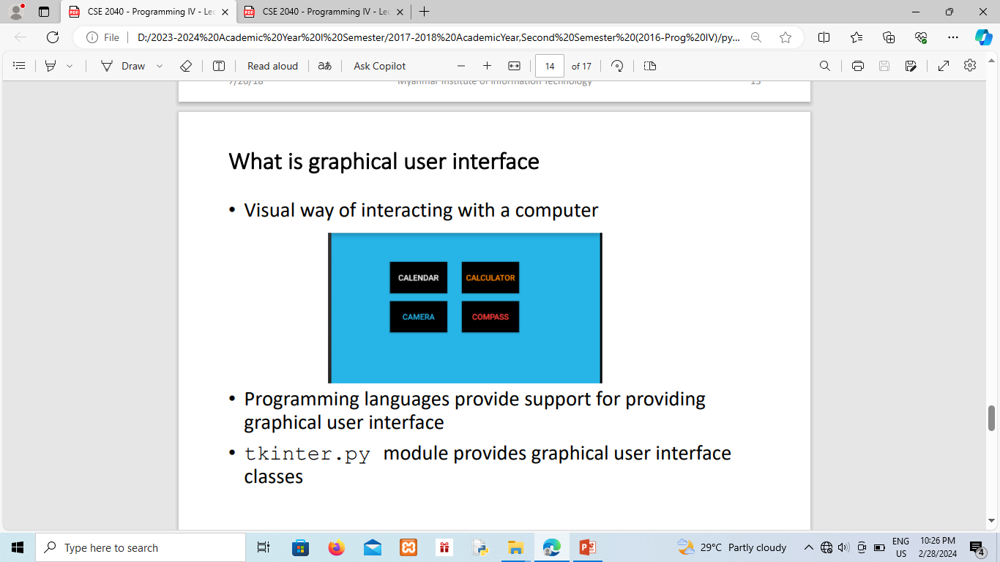 CSE 2040 - Programming IV - Lec
CSE 2040 - Programming IV - Lec
File
D:/2023-2024%20Academic%20Year%20I%20Semester/2017-2018%20AcademicYear,Second%20Semester%20(2016-Prog%20IV)/py...
Draw
Read aloud
aあ
Ask Copilot
14
of 17
7/20/18
Myanmar Institute of Information Technology
13
What is graphical user interface
• Visual way of interacting with a computer
CALENDAR
CALCULATOR
CAMERA
COMPASS
• Programming languages provide support for providing
graphical user interface
• tkinter.py module provides graphical user interface
classes
Type here to search
29°C Partly cloudy
ENG
US
10:26 PM
2/28/2024
4